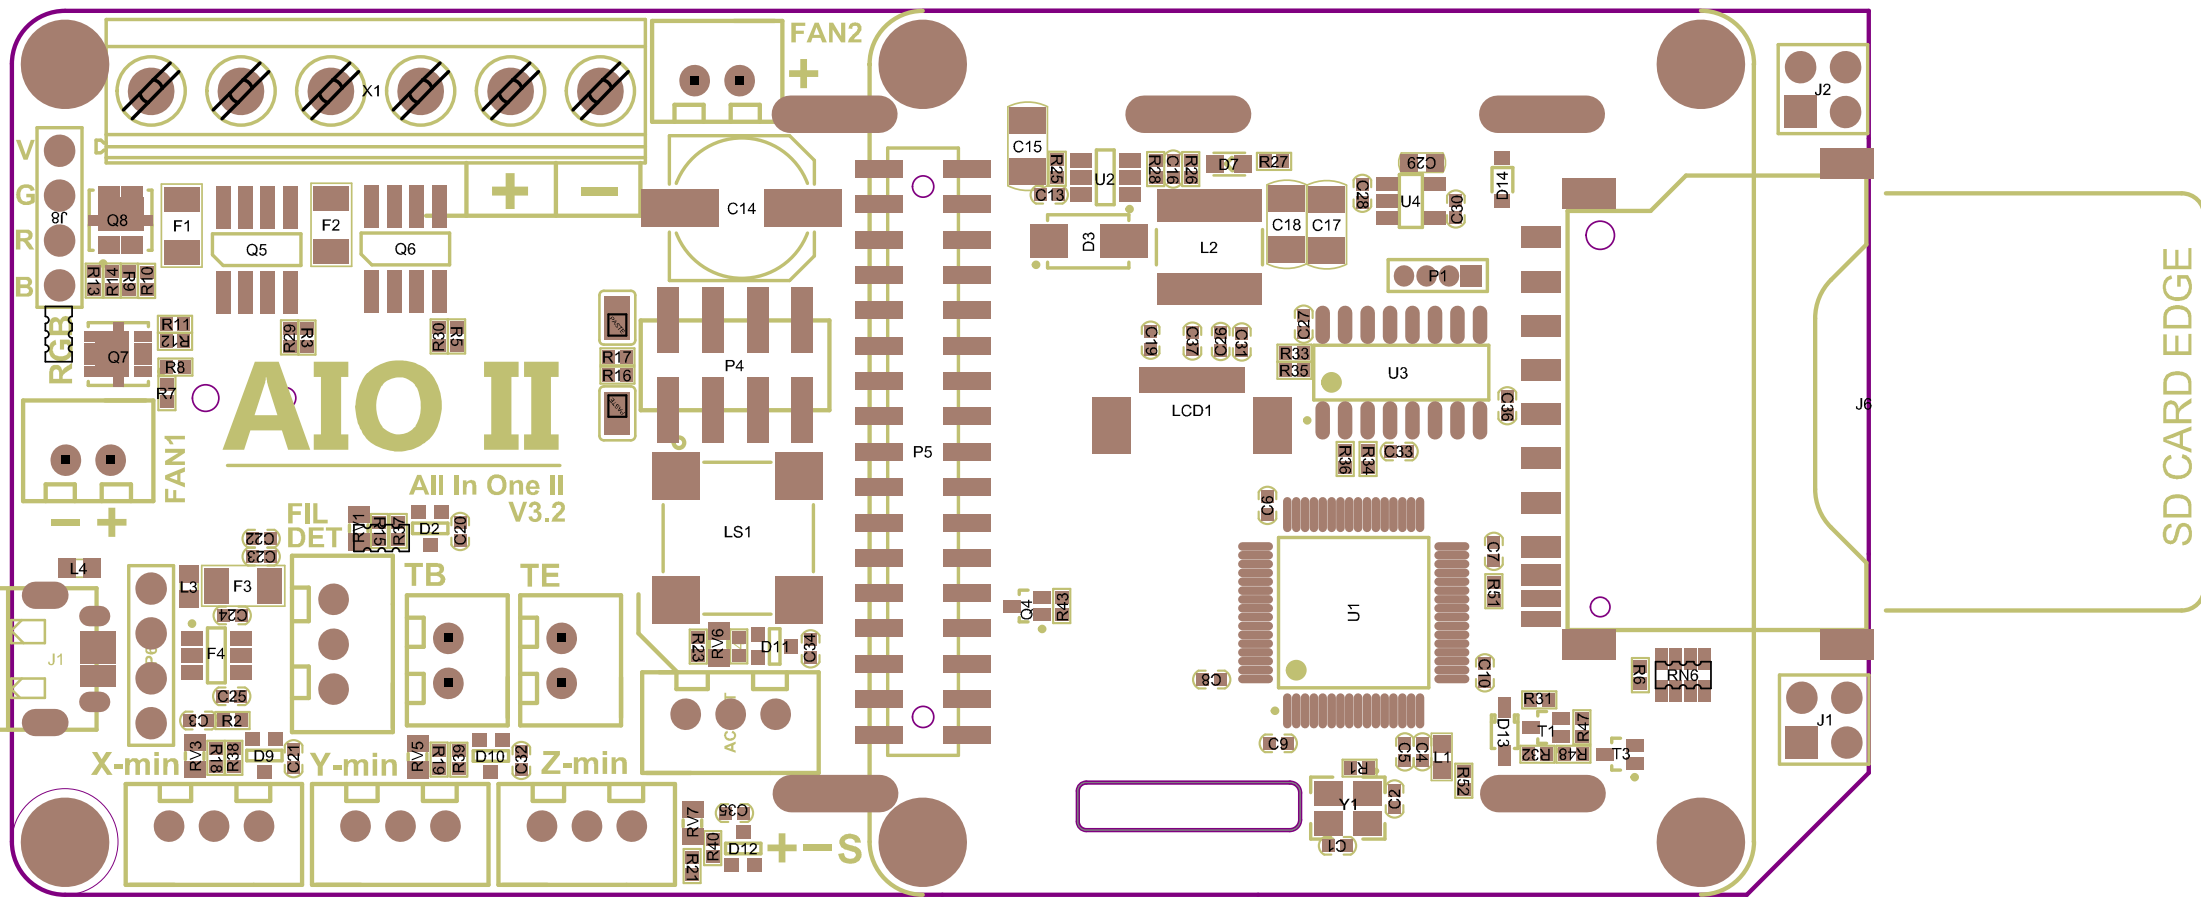 FAN2
+
X1
J2
V
G
R
B
J8
RGB
Q8
F1
Q5
F2
Q6
+
−
C14
C15
R25
C13
U2
R28
C16
R26
D7
R27
C29
C28
U4
C30
D14
D3
L2
C18
C17
P1
R13
R14
R9
R10
R11
R12
Q7
R8
R7
R29
R3
R30
R5
PASTE
R17
R16
P4
C19
C37
C26
C31
C27
R33
R35
U3
C36
LCD1
R36
R34
C33
J6
SD CARD EDGE
AIO II
All In One II
V3.2
FAN1
− +
P5
FIL
DET
RV1
R15
R37
D2
C20
C22
C23
L4
L3
F3
C24
F4
C25
C3
R2
J1
P6
TB
TE
LS1
R23
RV6
D11
C34
C6
C7
R51
U1
C8
C10
C9
Q4
R43
R6
RN6
R31
T1
R47
D13
R32
R48
T3
J1
C5
C4
L1
R52
R1
Y1
C2
C1
X-min
RV3
R18
R38
D9
C21
Y-min
RV5
R19
R39
D10
C32
Z-min
RV7
C35
R40
R21
D12
+−S